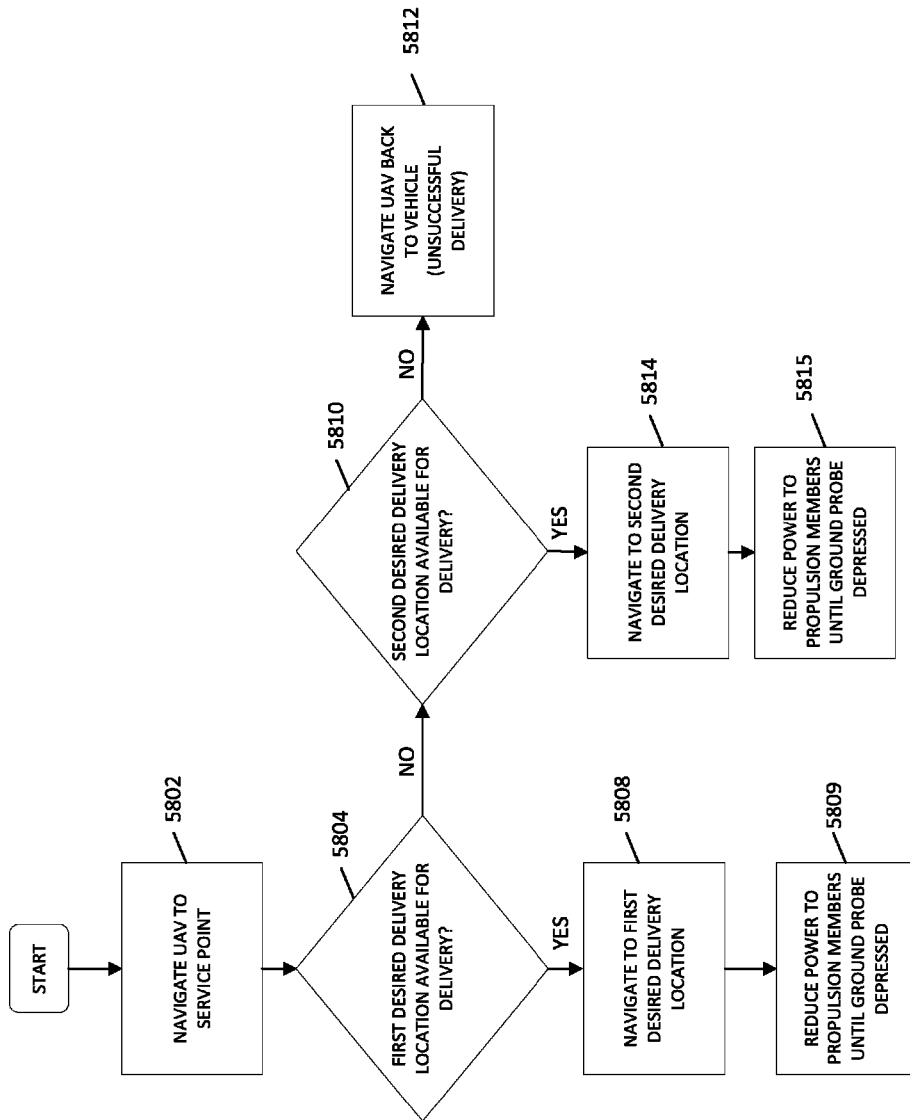 START
NAVIGATE UAV TO
SERVICE POINT
5802
FIRST DESIRED DELIVERY
LOCATION AVAILABLE FOR
DELIVERY?
5804
NO
YES
NAVIGATE TO FIRST
DESIRED DELIVERY
LOCATION
5808
REDUCE POWER TO
PROPULSION MEMBERS
UNTIL GROUND PROBE
DEPRESSED
5809
SECOND DESIRED DELIVERY
LOCATION AVAILABLE FOR
DELIVERY?
5810
NO
YES
NAVIGATE UAV BACK
TO VEHICLE
(UNSUCCESSFUL
DELIVERY)
5812
NAVIGATE TO SECOND
DESIRED DELIVERY
LOCATION
5814
REDUCE POWER TO
PROPULSION MEMBERS
UNTIL GROUND PROBE
DEPRESSED
5815